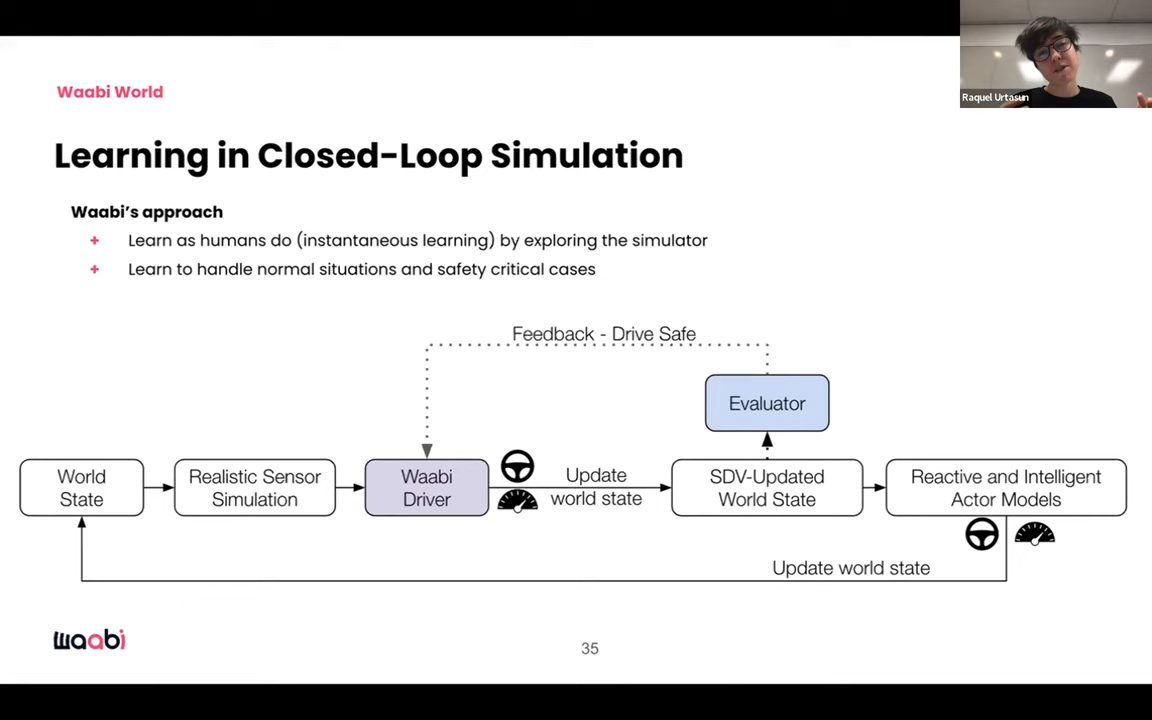 Raquel Urtasun
Waabi World
Learning in Closed-Loop Simulation
Waabi's approach
+ Learn as humans do (instantaneous learning) by exploring the simulator
+ Learn to handle normal situations and safety critical cases
Feedback - Drive Safe
Evaluator
World
State
Realistic Sensor
Simulation
Waabi
Driver
Update
world state
SDV-Updated
World State
Reactive and Intelligent
Actor Models
Update world state
waabi
35